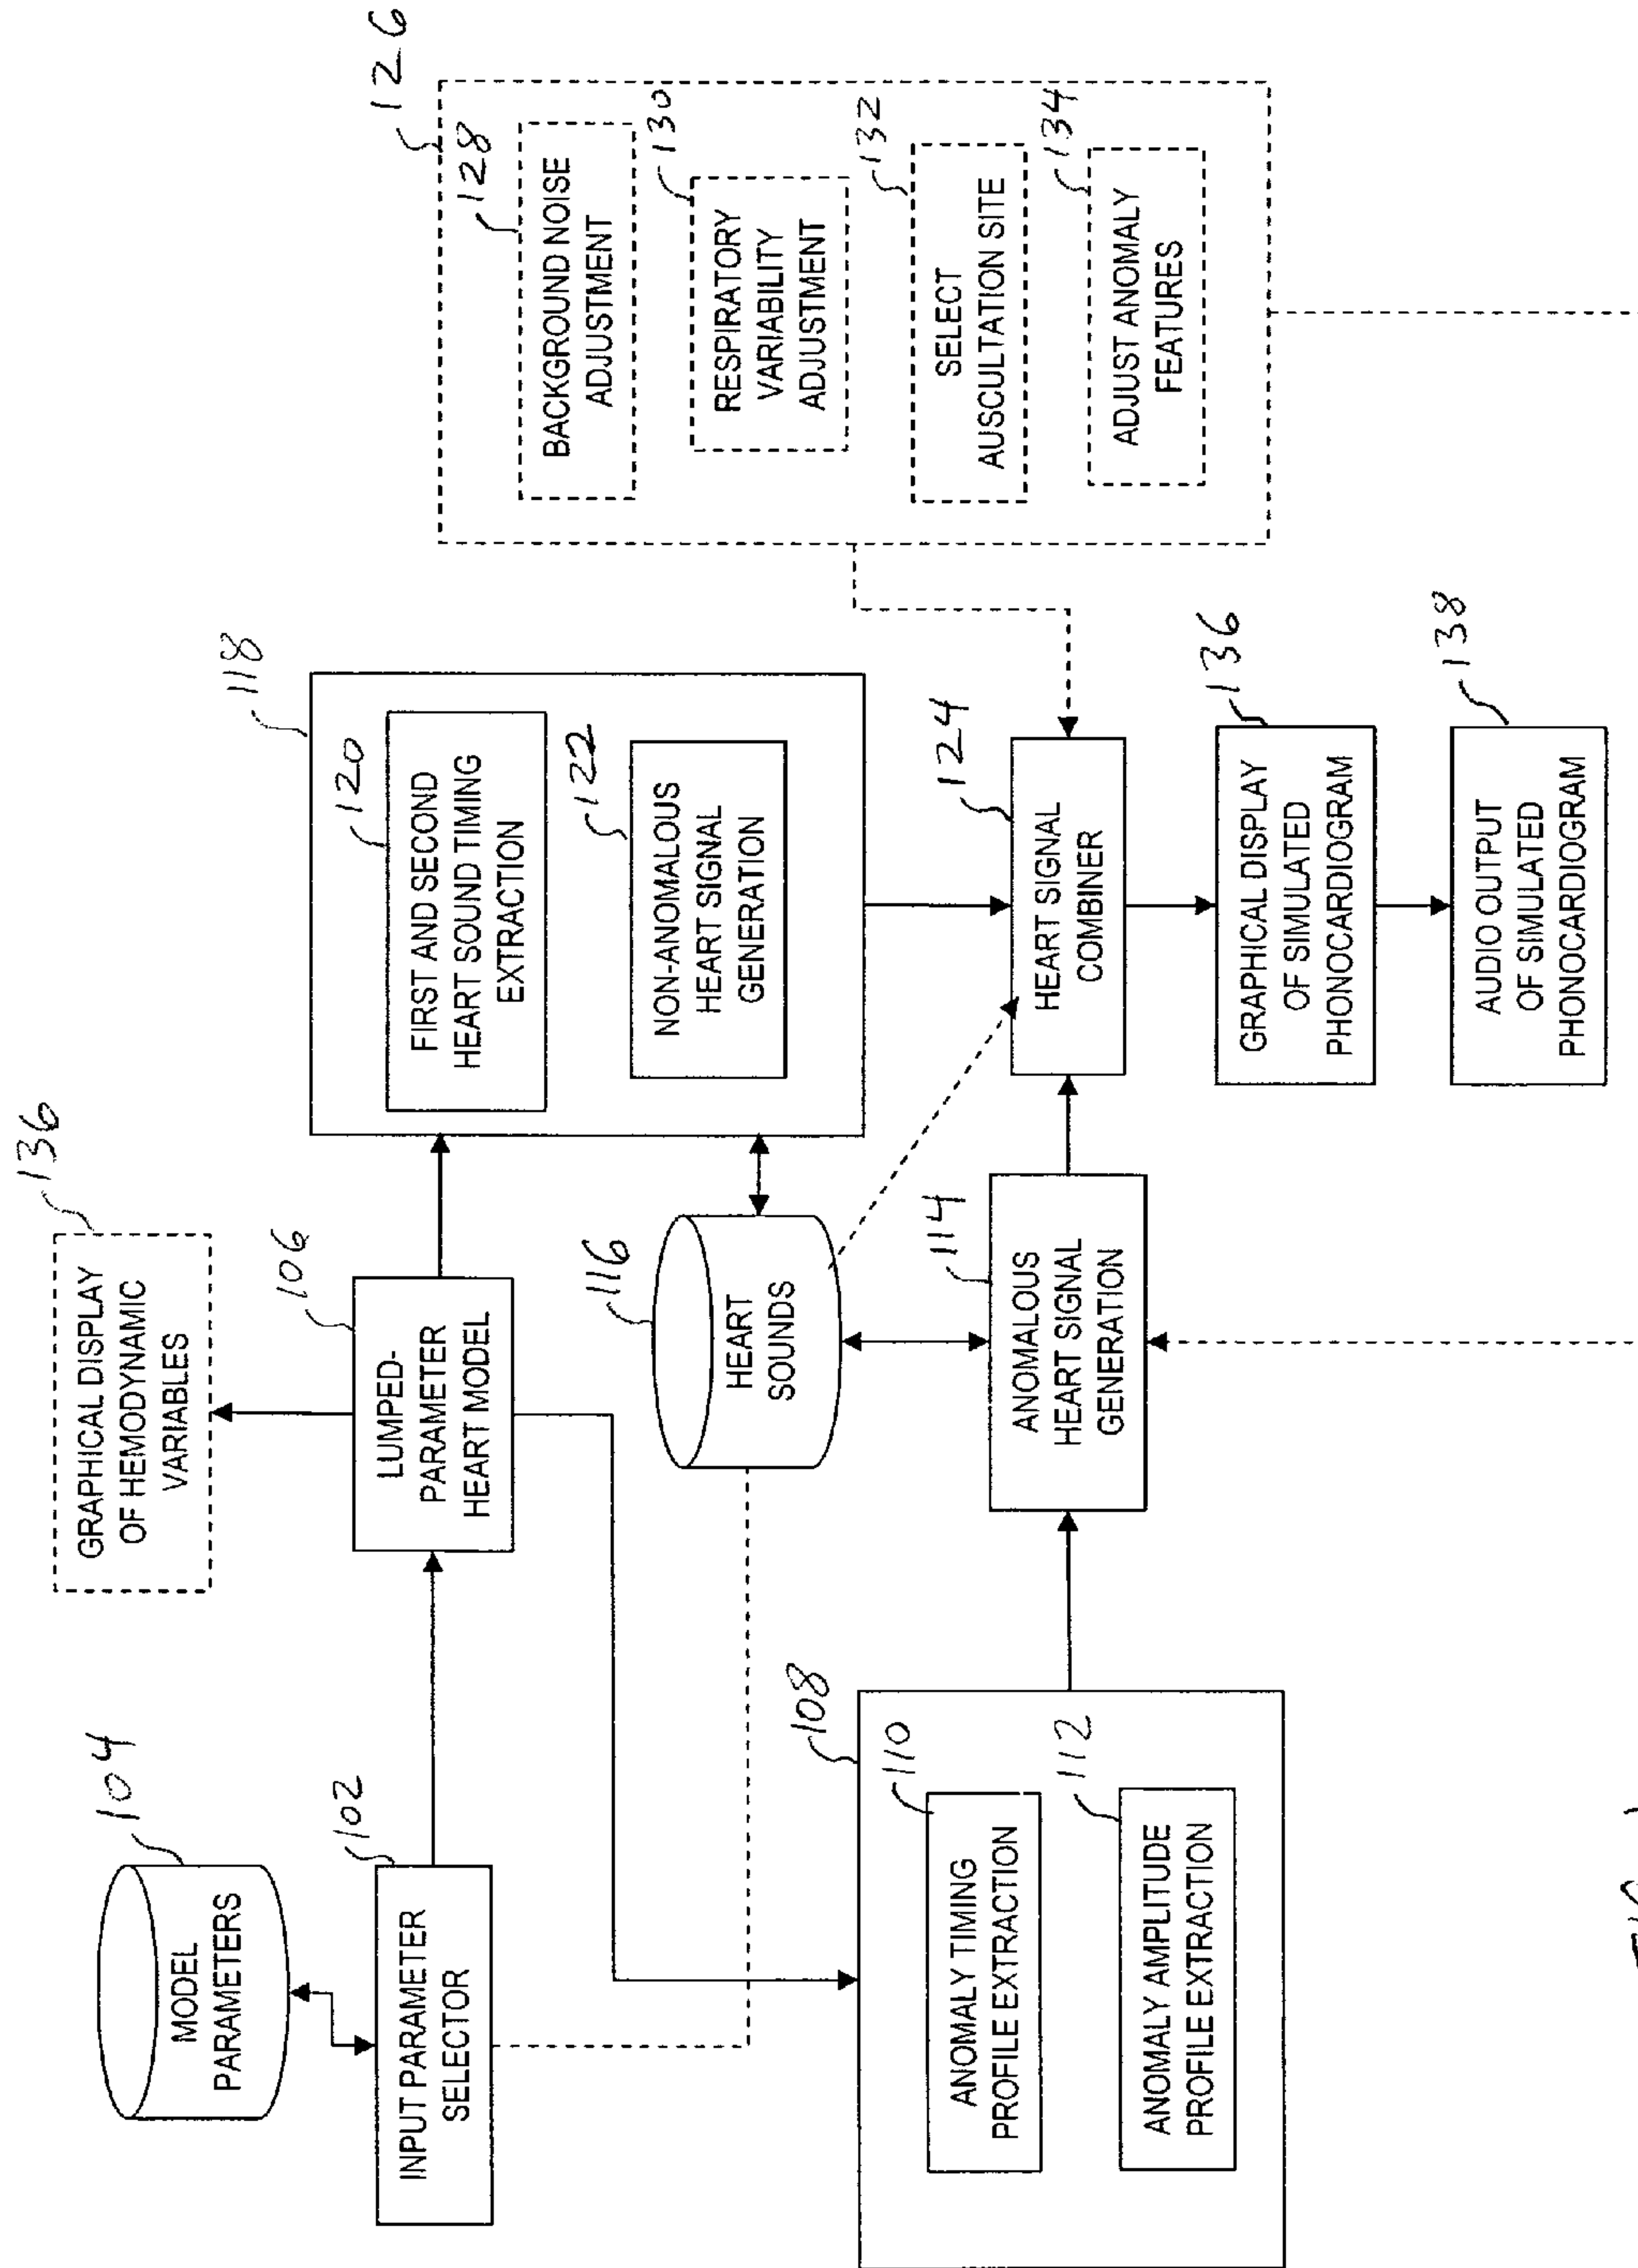 104
MODEL
PARAMETERS
102
INPUT PARAMETER
SELECTOR
136
GRAPHICAL DISPLAY
OF HEMODYNAMIC
VARIABLES
106
LUMPED-
PARAMETER
HEART MODEL
118
120
FIRST AND SECOND
HEART SOUND TIMING
EXTRACTION
122
NON-ANOMALOUS
HEART SIGNAL
GENERATION
126
128
BACKGROUND NOISE
ADJUSTMENT
130
RESPIRATORY
VARIABILITY
ADJUSTMENT
132
SELECT
AUSCULTATION SITE
134
ADJUST ANOMALY
FEATURES
116
HEART
SOUNDS
108
110
ANOMALY TIMING
PROFILE EXTRACTION
112
ANOMALY AMPLITUDE
PROFILE EXTRACTION
114
ANOMALOUS
HEART SIGNAL
GENERATION
124
HEART SIGNAL
COMBINER
136
GRAPHICAL DISPLAY
OF SIMULATED
PHONOCARDIOGRAM
138
AUDIO OUTPUT
OF SIMULATED
PHONOCARDIOGRAM